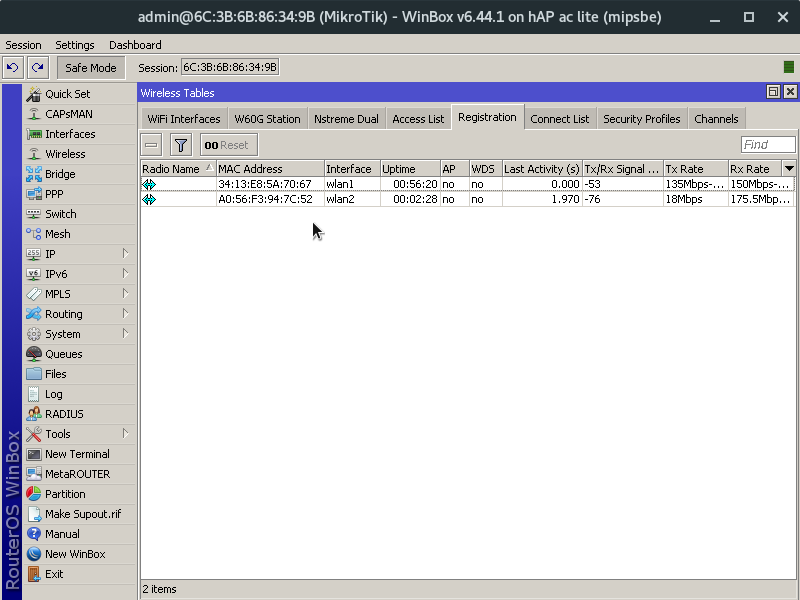 admin@6C:3B:6B:86:34:9B (MikroTik) - WinBox v6.44.1 on hAP ac lite (mipsbe)
Session Settings Dashboard
Safe Mode Session: 6C:3B:6B:86:34:9B
RouterOS WinBox
Quick Set
CAPsMAN
Interfaces
Wireless
Bridge
PPP
Switch
Mesh
IP
IPv6
MPLS
Routing
System
Queues
Files
Log
RADIUS
Tools
New Terminal
MetaROUTER
Partition
Make Supout.rif
Manual
New WinBox
Exit
Wireless Tables
WiFi Interfaces W60G Station Nstreme Dual Access List Registration Connect List Security Profiles Channels
00 Reset Find
Radio Name MAC Address Interface Uptime AP WDS Last Activity (s) Tx/Rx Signal ... Tx Rate Rx Rate
34:13:E8:5A:70:67 wlan1 00:56:20 no no 0.000 -53 135Mbps-... 150Mbps-...
A0:56:F3:94:7C:52 wlan2 00:02:28 no no 1.970 -76 18Mbps 175.5Mbp...
2 items